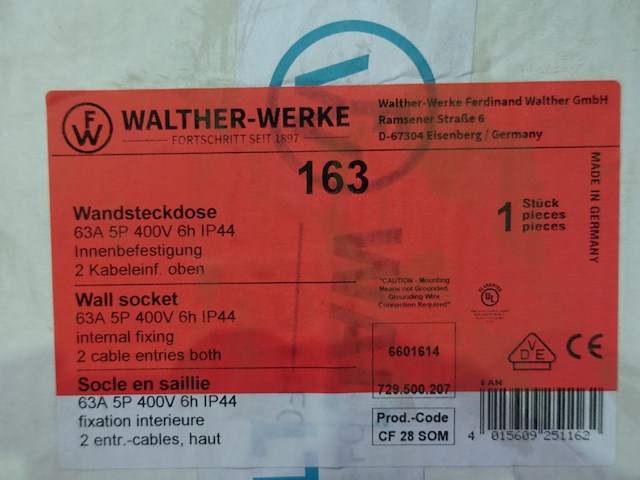 FW WALTHER-WERKE
FORTSCHRITT SEIT 1897
Walther-Werke Ferdinand Walther GmbH
Ramsener Straße 6
D-67304 Eisenberg / Germany
163
Wandsteckdose
63A 5P 400V 6h IP44
Innenbefestigung
2 Kabeleinf. oben
1 Stück
pieces
pieces
MADE IN GERMANY
Wall socket
63A 5P 400V 6h IP44
internal fixing
2 cable entries both
"CAUTION - Mounting
Means not Grounded,
Grounding Wire
Connection Required"
CLASSIFIED
UL
VDE
CE
Socle en saillie
63A 5P 400V 6h IP44
fixation interieure
2 entr.-cables, haut
6601614
729.500.207
Prod.-Code
CF 28 SOM
EAN
4 015609 251162